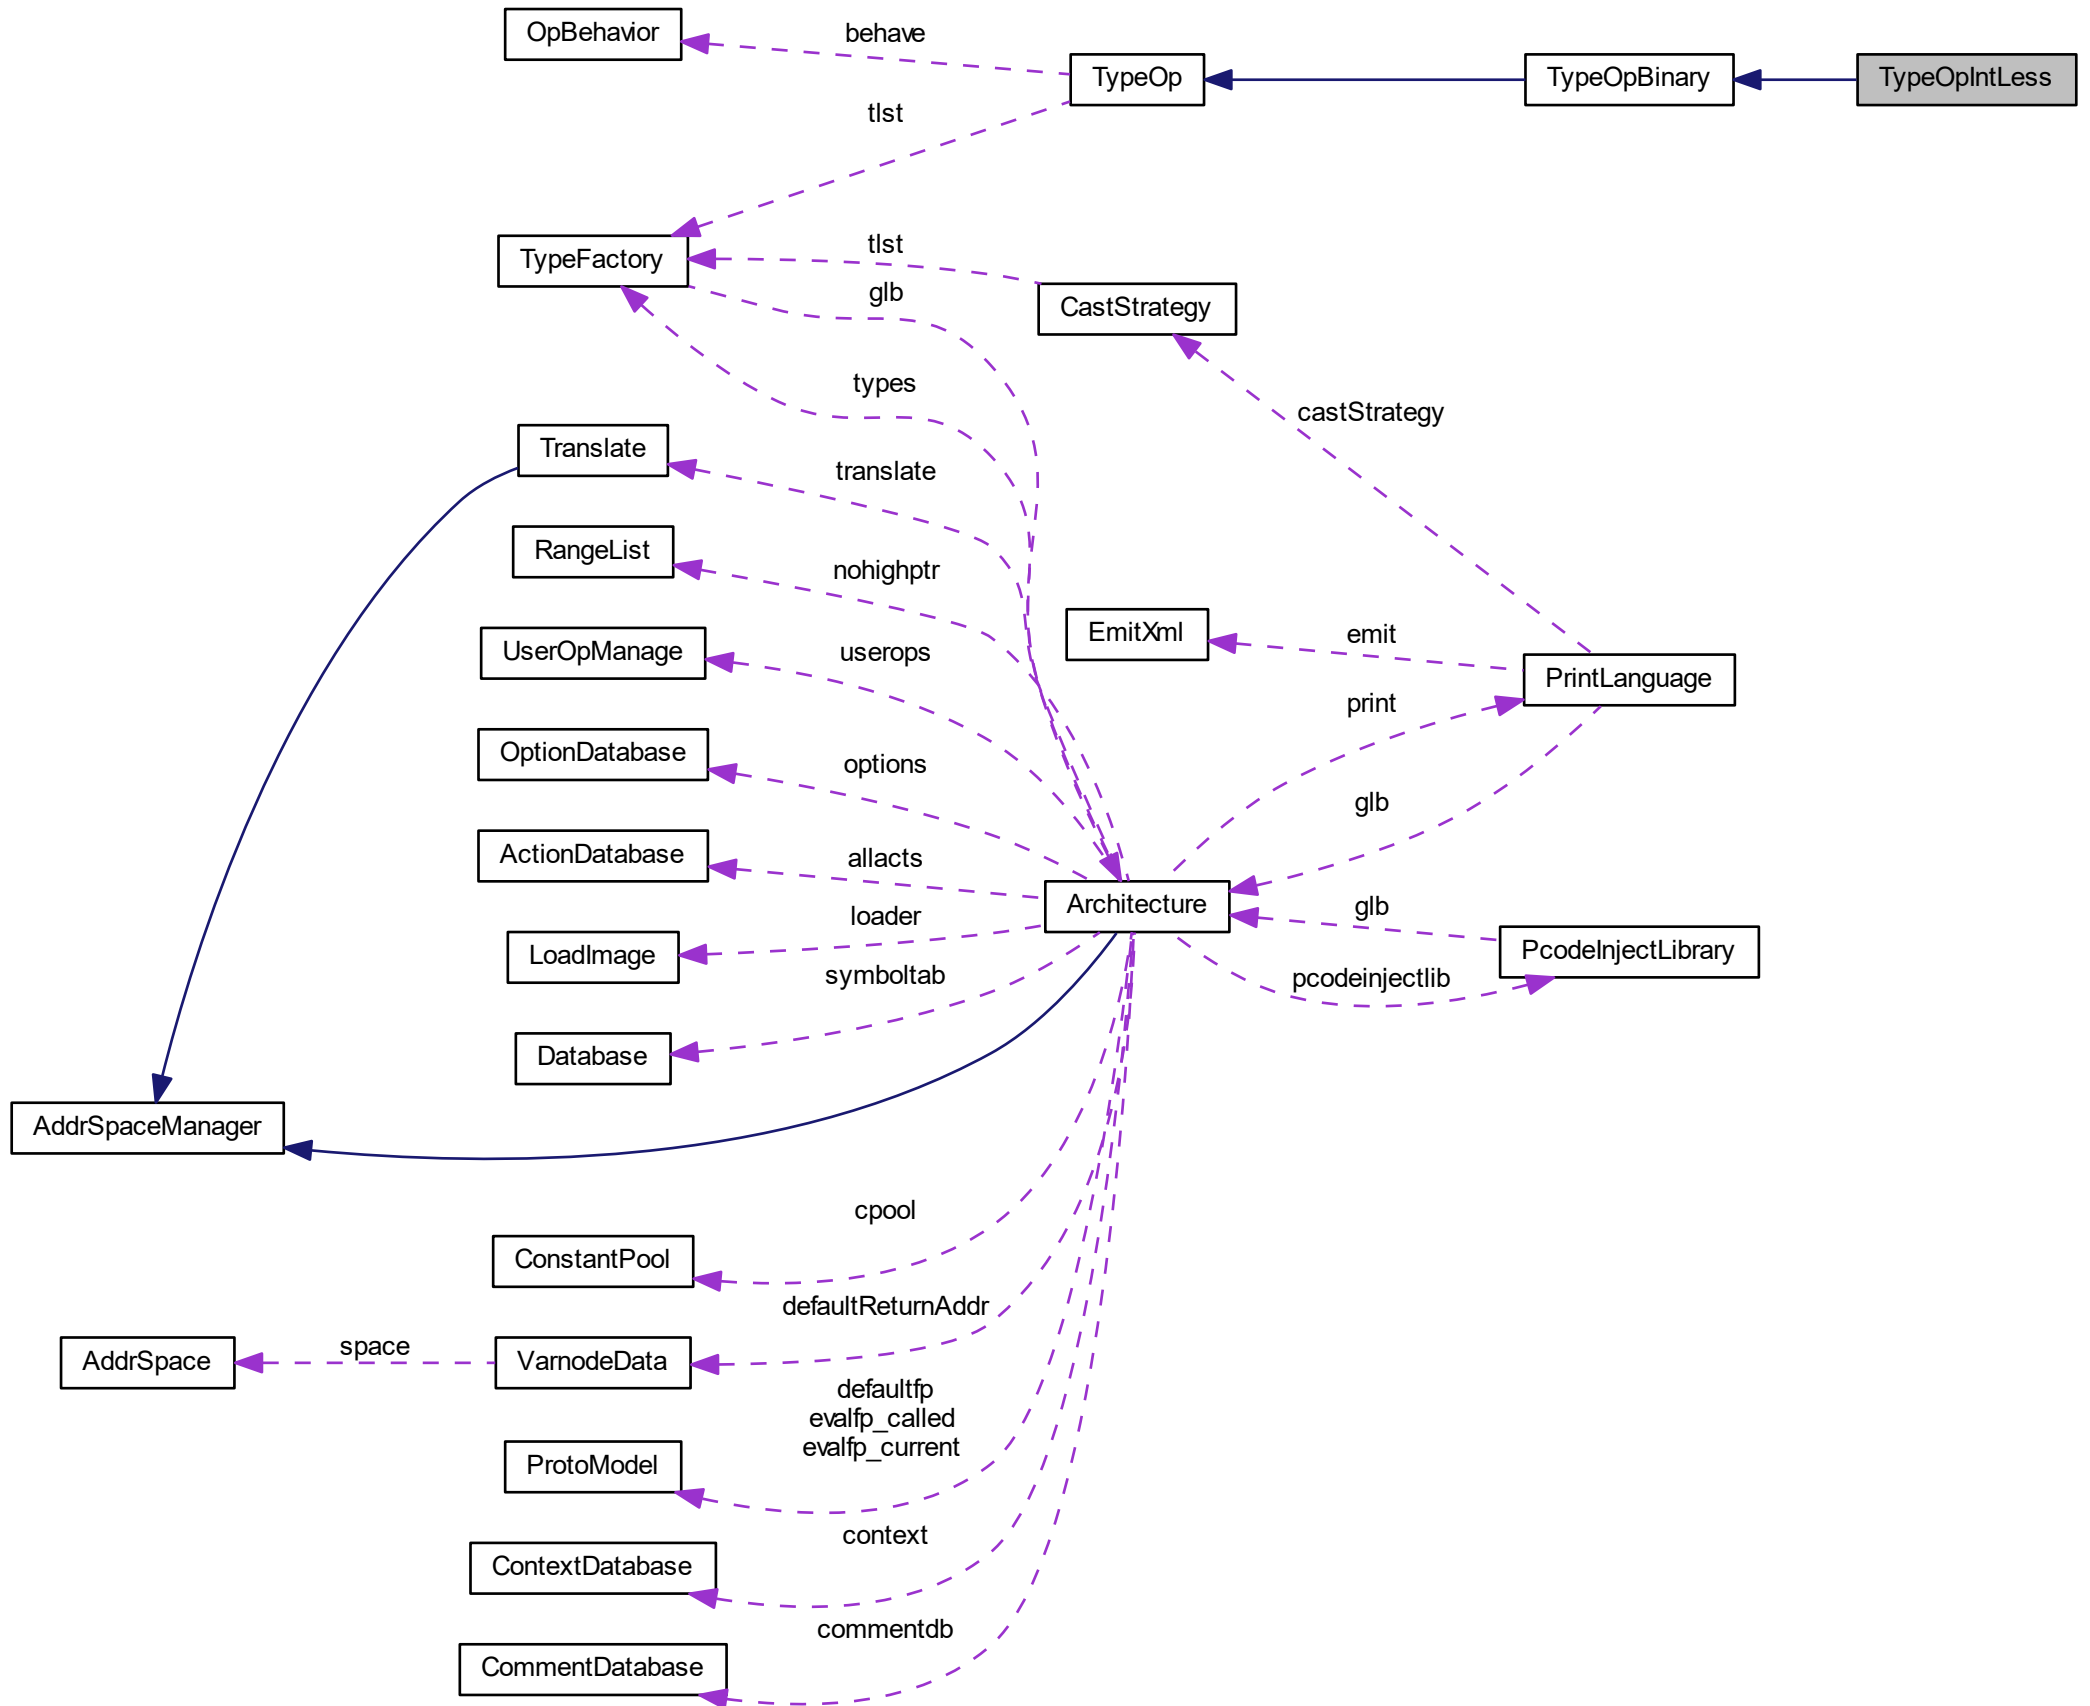 OpBehavior
behave
TypeOp
TypeOpBinary
TypeOpIntLess
tlst
TypeFactory
tlst
glb
CastStrategy
types
castStrategy
Translate
translate
RangeList
nohighptr
EmitXml
emit
UserOpManage
userops
PrintLanguage
print
OptionDatabase
options
glb
ActionDatabase
allacts
Architecture
glb
LoadImage
loader
PcodeInjectLibrary
symboltab
pcodeinjectlib
Database
AddrSpaceManager
cpool
ConstantPool
defaultReturnAddr
AddrSpace
space
VarnodeData
defaultfp
evalfp_called
evalfp_current
ProtoModel
context
ContextDatabase
commentdb
CommentDatabase